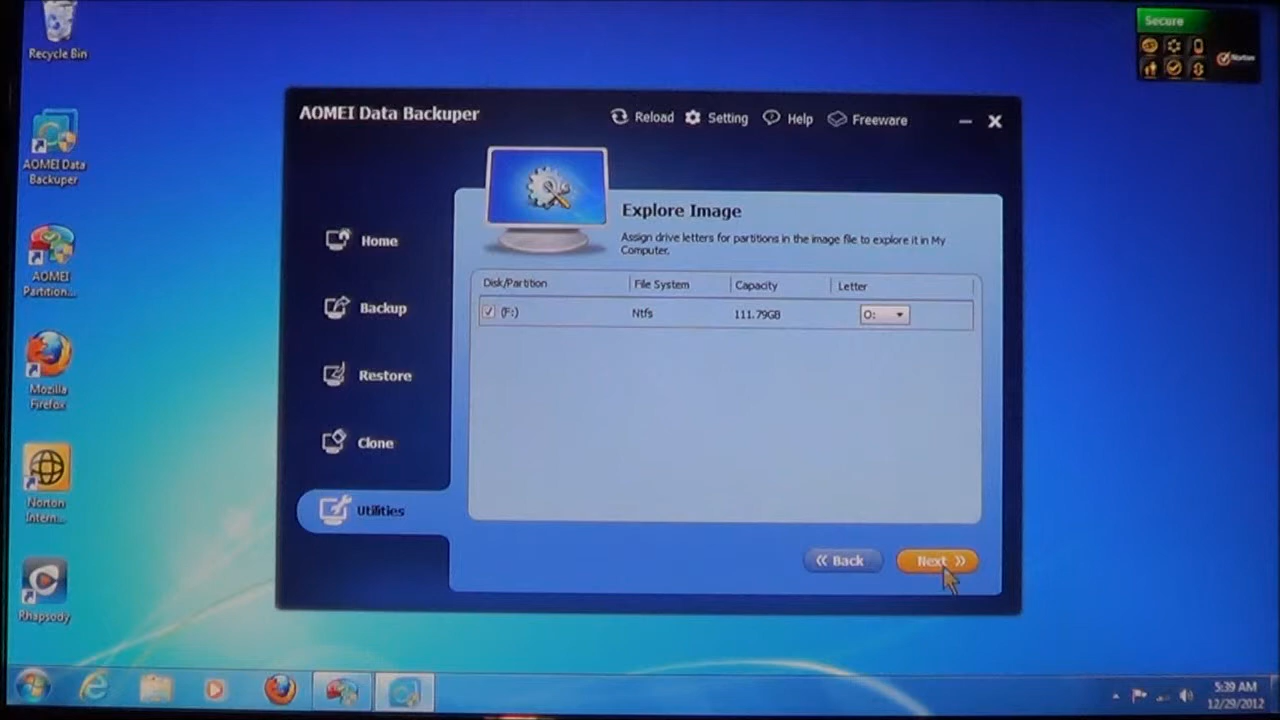 Recycle Bin
AOMEI Data
Backuper
AOMEI
Partition...
Mozilla
Firefox
Norton
Intern...
Rhapsody
Secure
Norton
AOMEI Data Backuper
Reload
Setting
Help
Freeware
Home
Backup
Restore
Clone
Utilities
Explore Image
Assign drive letters for partitions in the image file to explore it in My
Computer.
Disk/Partition File System Capacity Letter
(F:) Ntfs 111.79GB O:
Back
Next
5:39 AM
12/29/2012